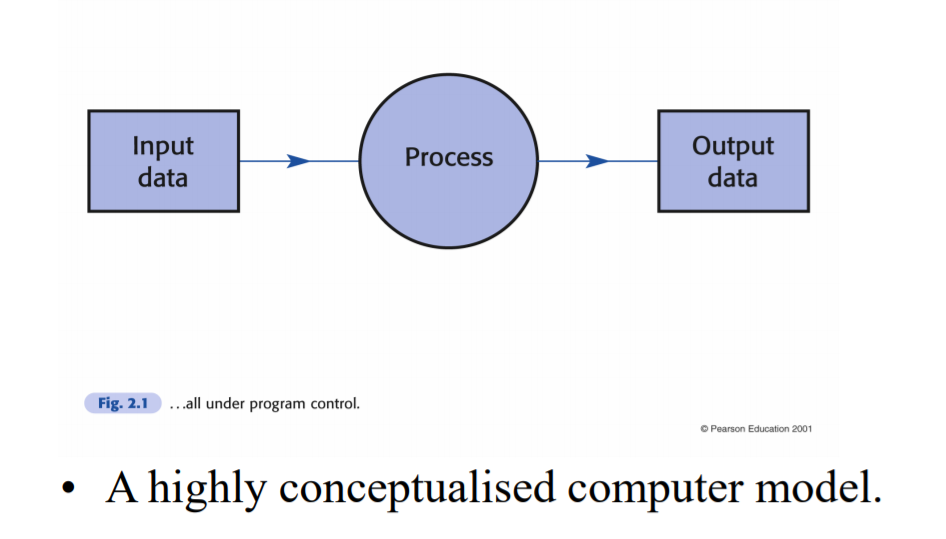 Input
data
Process
Output
data
Fig. 2.1 ...all under program control.
© Pearson Education 2001
• A highly conceptualised computer model.